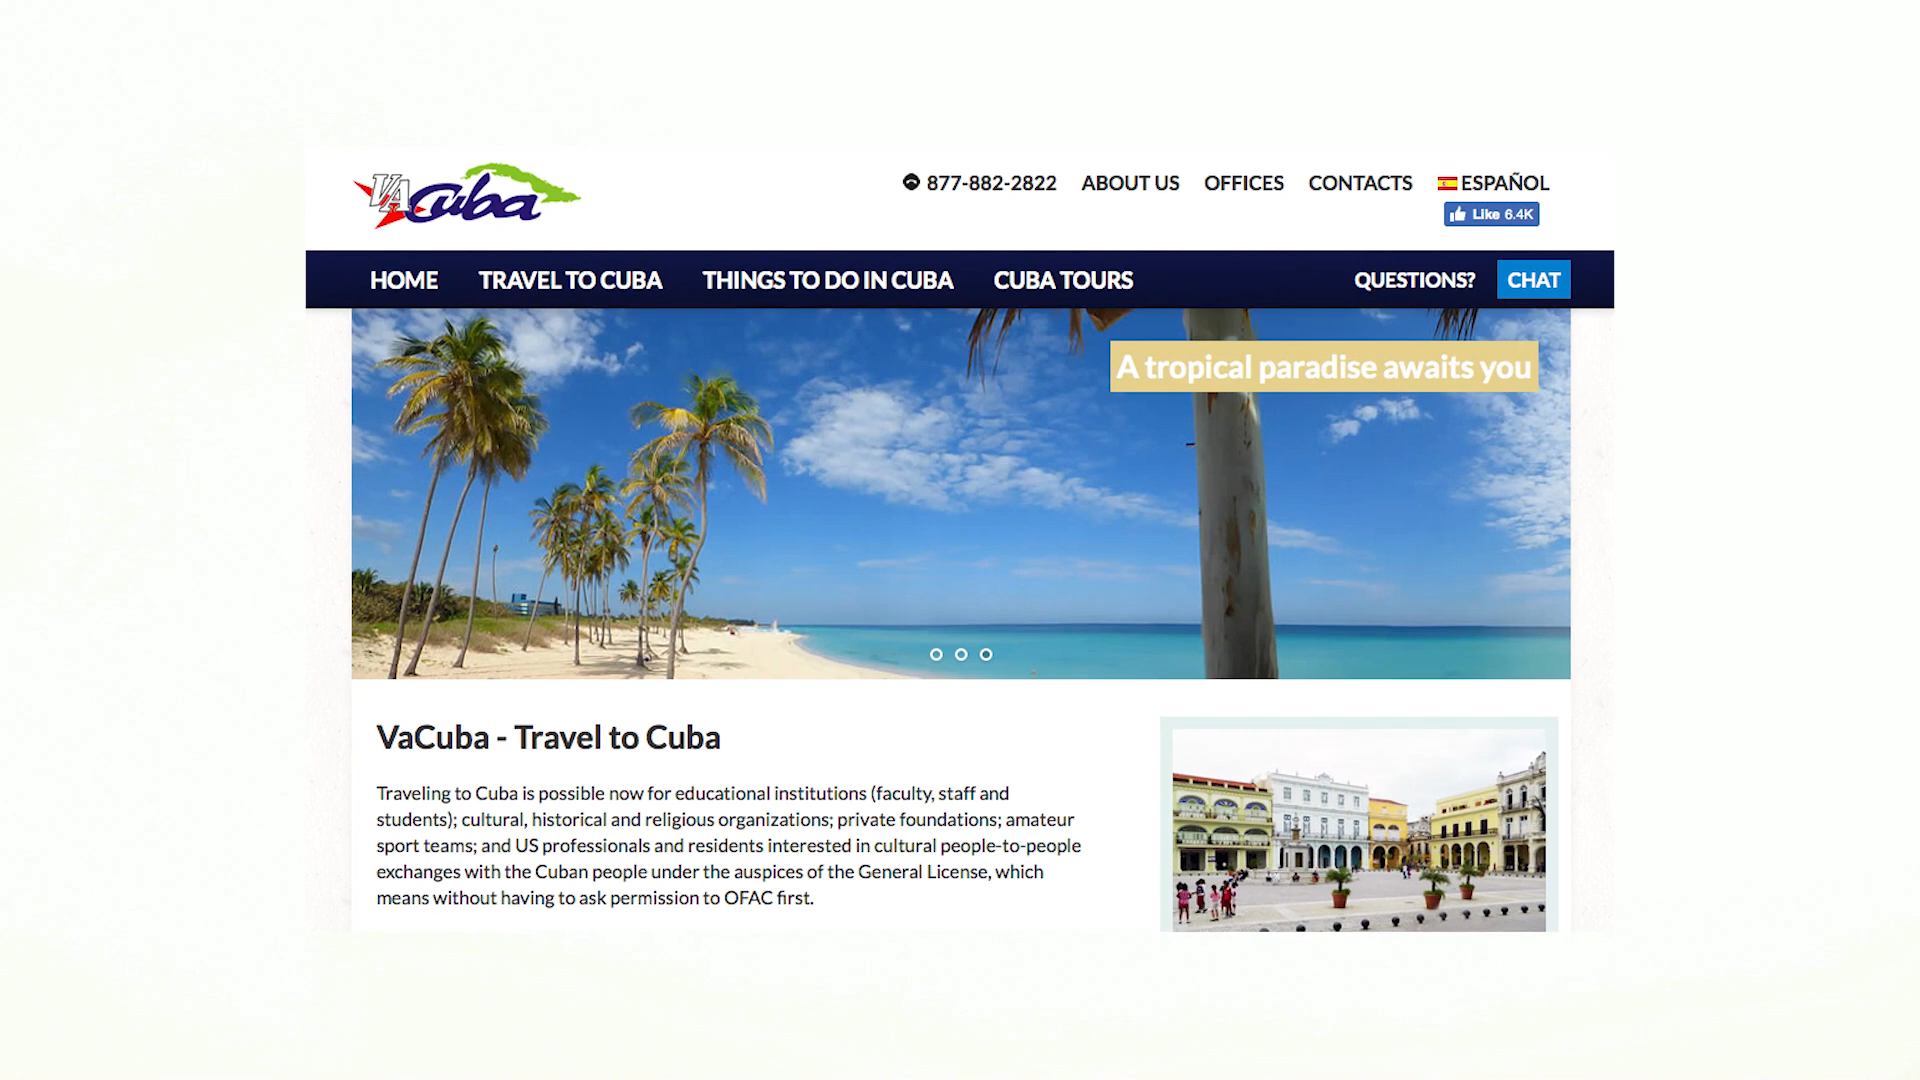 VA Cuba
877-882-2822 ABOUT US OFFICES CONTACTS ESPAÑOL
Like 6.4K
HOME TRAVEL TO CUBA THINGS TO DO IN CUBA CUBA TOURS QUESTIONS? CHAT
A tropical paradise awaits you
VaCuba - Travel to Cuba
Traveling to Cuba is possible now for educational institutions (faculty, staff and
students); cultural, historical and religious organizations; private foundations; amateur
sport teams; and US professionals and residents interested in cultural people-to-people
exchanges with the Cuban people under the auspices of the General License, which
means without having to ask permission to OFAC first.